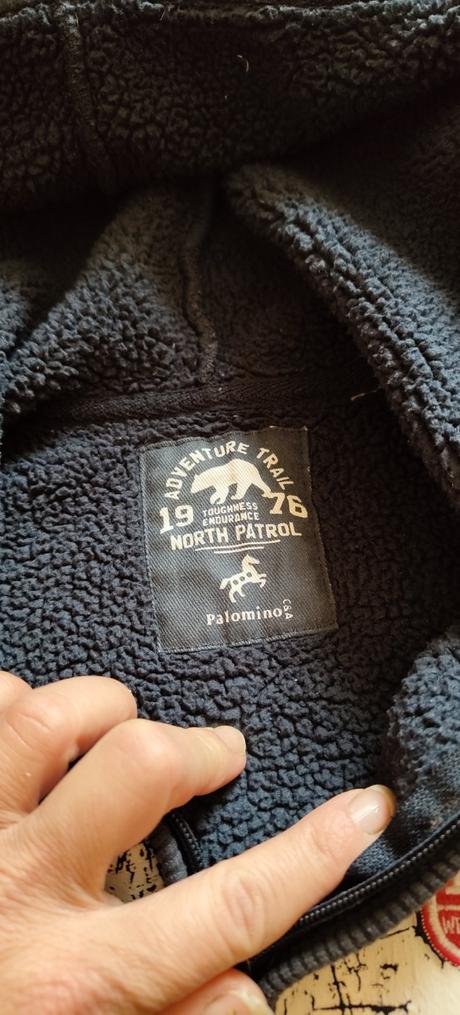 ADVENTURE TRAIL
19 TOUGHNESS 76
ENDURANCE
NORTH PATROL
Palomino C&A